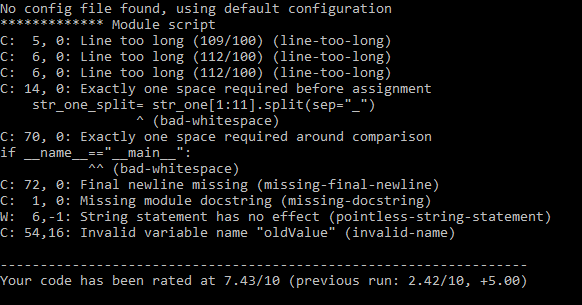 No config file found, using default configuration
************* Module script
C:  5, 0: Line too long (109/100) (line-too-long)
C:  6, 0: Line too long (112/100) (line-too-long)
C:  6, 0: Line too long (112/100) (line-too-long)
C: 14, 0: Exactly one space required before assignment
    str_one_split= str_one[1:11].split(sep="_")
                 ^ (bad-whitespace)
C: 70, 0: Exactly one space required around comparison
if __name__=="__main__":
           ^^ (bad-whitespace)
C: 72, 0: Final newline missing (missing-final-newline)
C:  1, 0: Missing module docstring (missing-docstring)
W:  6,-1: String statement has no effect (pointless-string-statement)
C: 54,16: Invalid variable name "oldValue" (invalid-name)
------------------------------------------------------------------
Your code has been rated at 7.43/10 (previous run: 2.42/10, +5.00)